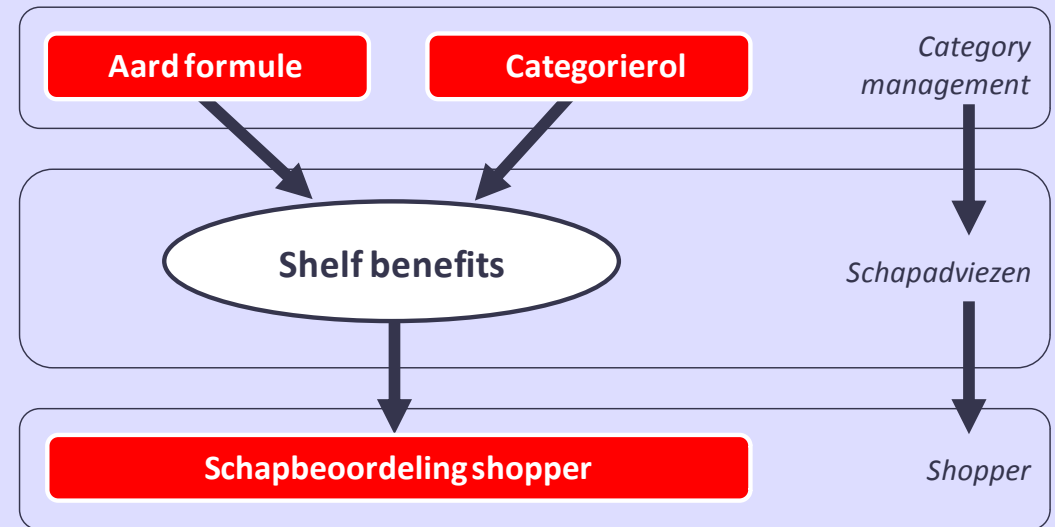 Aard formule
Categorierol
Category
management
Shelf benefits
Schapadviezen
Schapbeoordeling shopper
Shopper